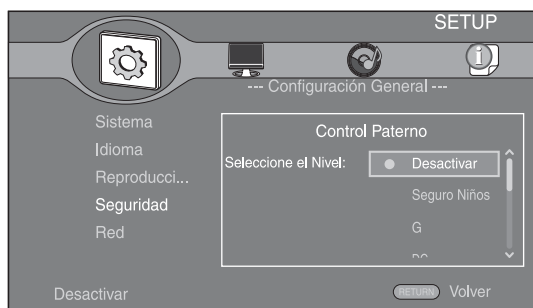 SETUP
--- Configuración General ---
Sistema
Idioma
Reproducci...
Seguridad
Red
Control Paterno
Seleccione el Nivel:
Desactivar
Seguro Niños
G
Desactivar
RETURN Volver